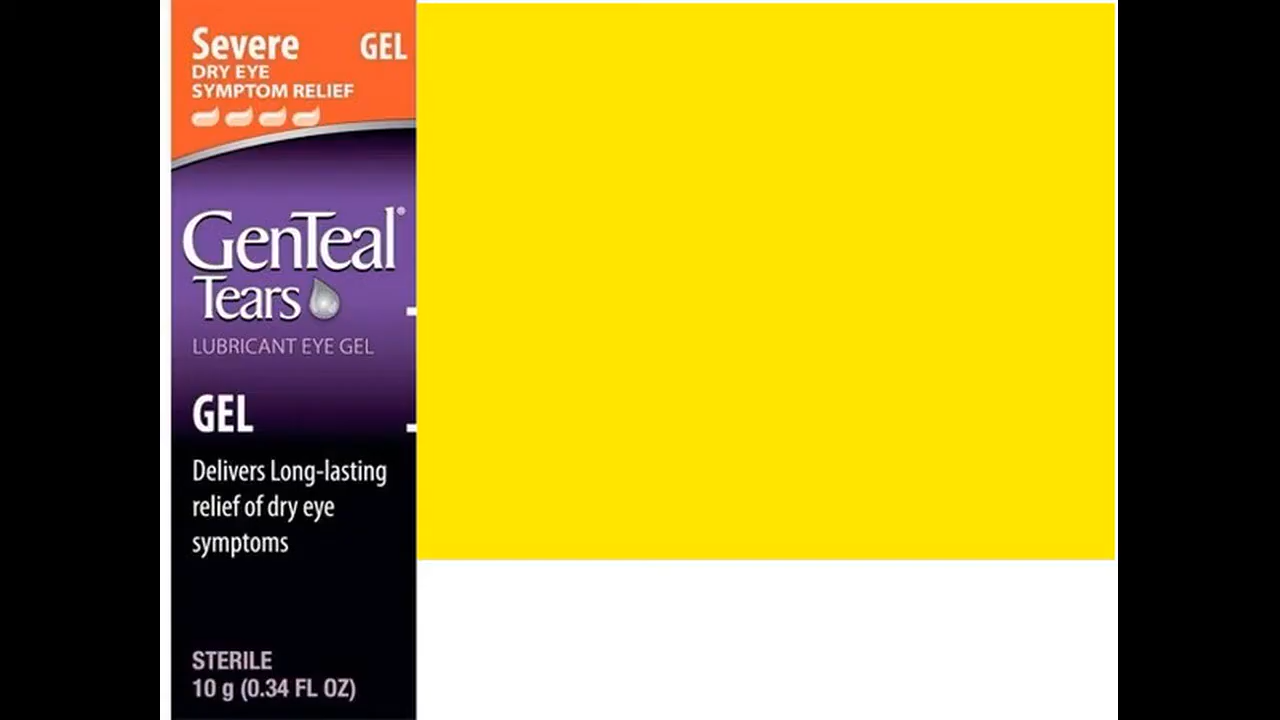 Severe GEL
DRY EYE
SYMPTOM RELIEF
GenTeal®
Tears
LUBRICANT EYE GEL
GEL
Delivers Long-lasting
relief of dry eye
symptoms
STERILE
10 g (0.34 FL OZ)